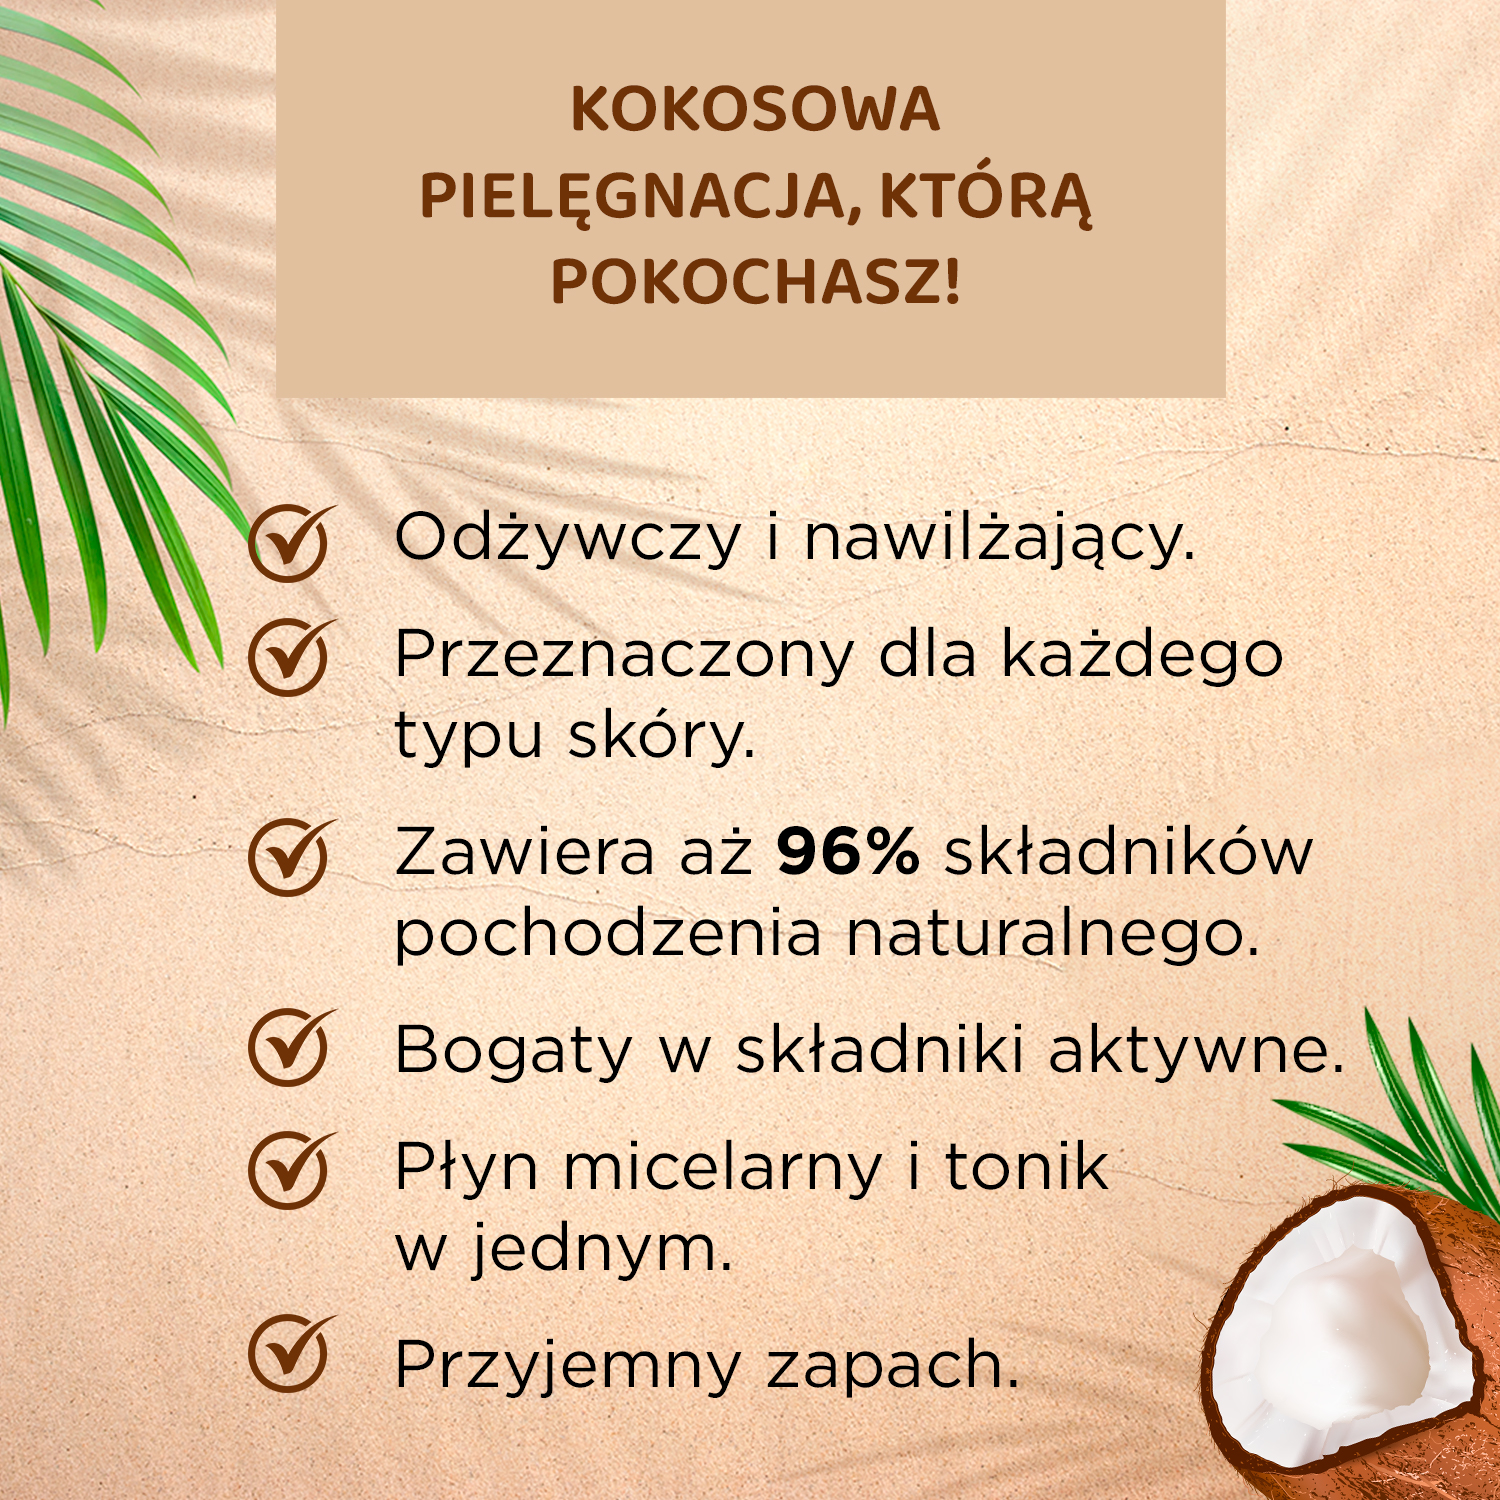 KOKOSOWA
PIELĘGNACJA, KTÓRĄ
POKOCHASZ!
Odżywczy i nawilżający.
Przeznaczony dla każdego
typu skóry.
Zawiera aż 96% składników
pochodzenia naturalnego.
Bogaty w składniki aktywne.
Płyn micelarny i tonik
w jednym.
Przyjemny zapach.